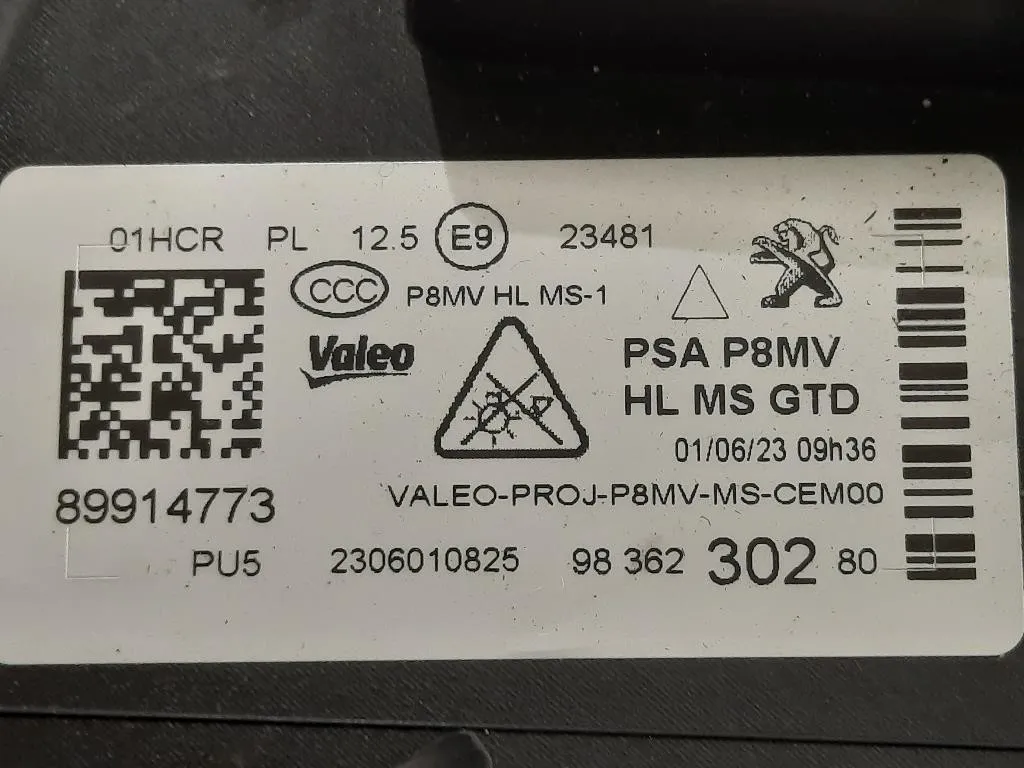 01HCR PL 12.5 E9 23481
CCC P8MV HL MS-1
Valeo
PSA P8MV
HL MS GTD
01/06/23 09h36
VALEO-PROJ-P8MV-MS-CEM00
89914773
PU5 2306010825 98 362 302 80